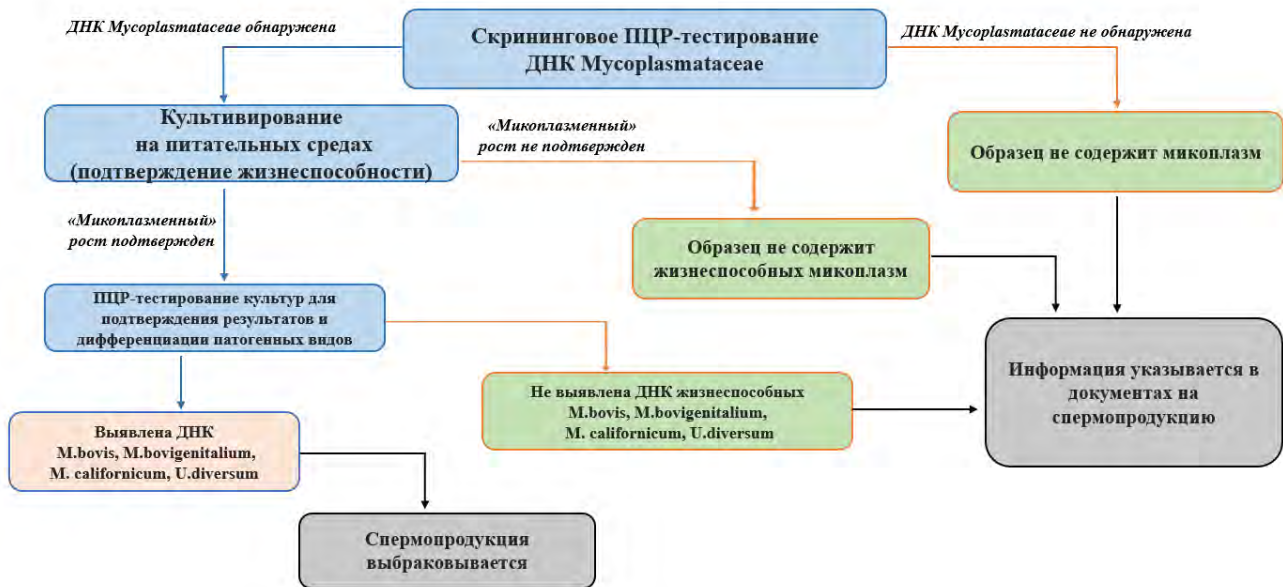 ДНК Mycoplasmataceae обнаружена
Скрининговое ПЦР-тестирование
ДНК Mycoplasmataceae
ДНК Mycoplasmataceae не обнаружена
Культивирование
на питательных средах
(подтверждение жизнеспособности)
«Микоплазменный»
рост не подтвержден
Образец не содержит микоплазм
«Микоплазменный»
рост подтвержден
Образец не содержит
жизнеспособных микоплазм
ПЦР-тестирование культур для
подтверждения результатов и
дифференциации патогенных видов
Не выявлена ДНК жизнеспособных
M.bovis, M.bovigenitalium,
M. californicum, U.diversum
Информация указывается в
документах на
спермопродукцию
Выявлена ДНК
M.bovis, M.bovigenitalium,
M. californicum, U.diversum
Спермопродукция
выбраковывается